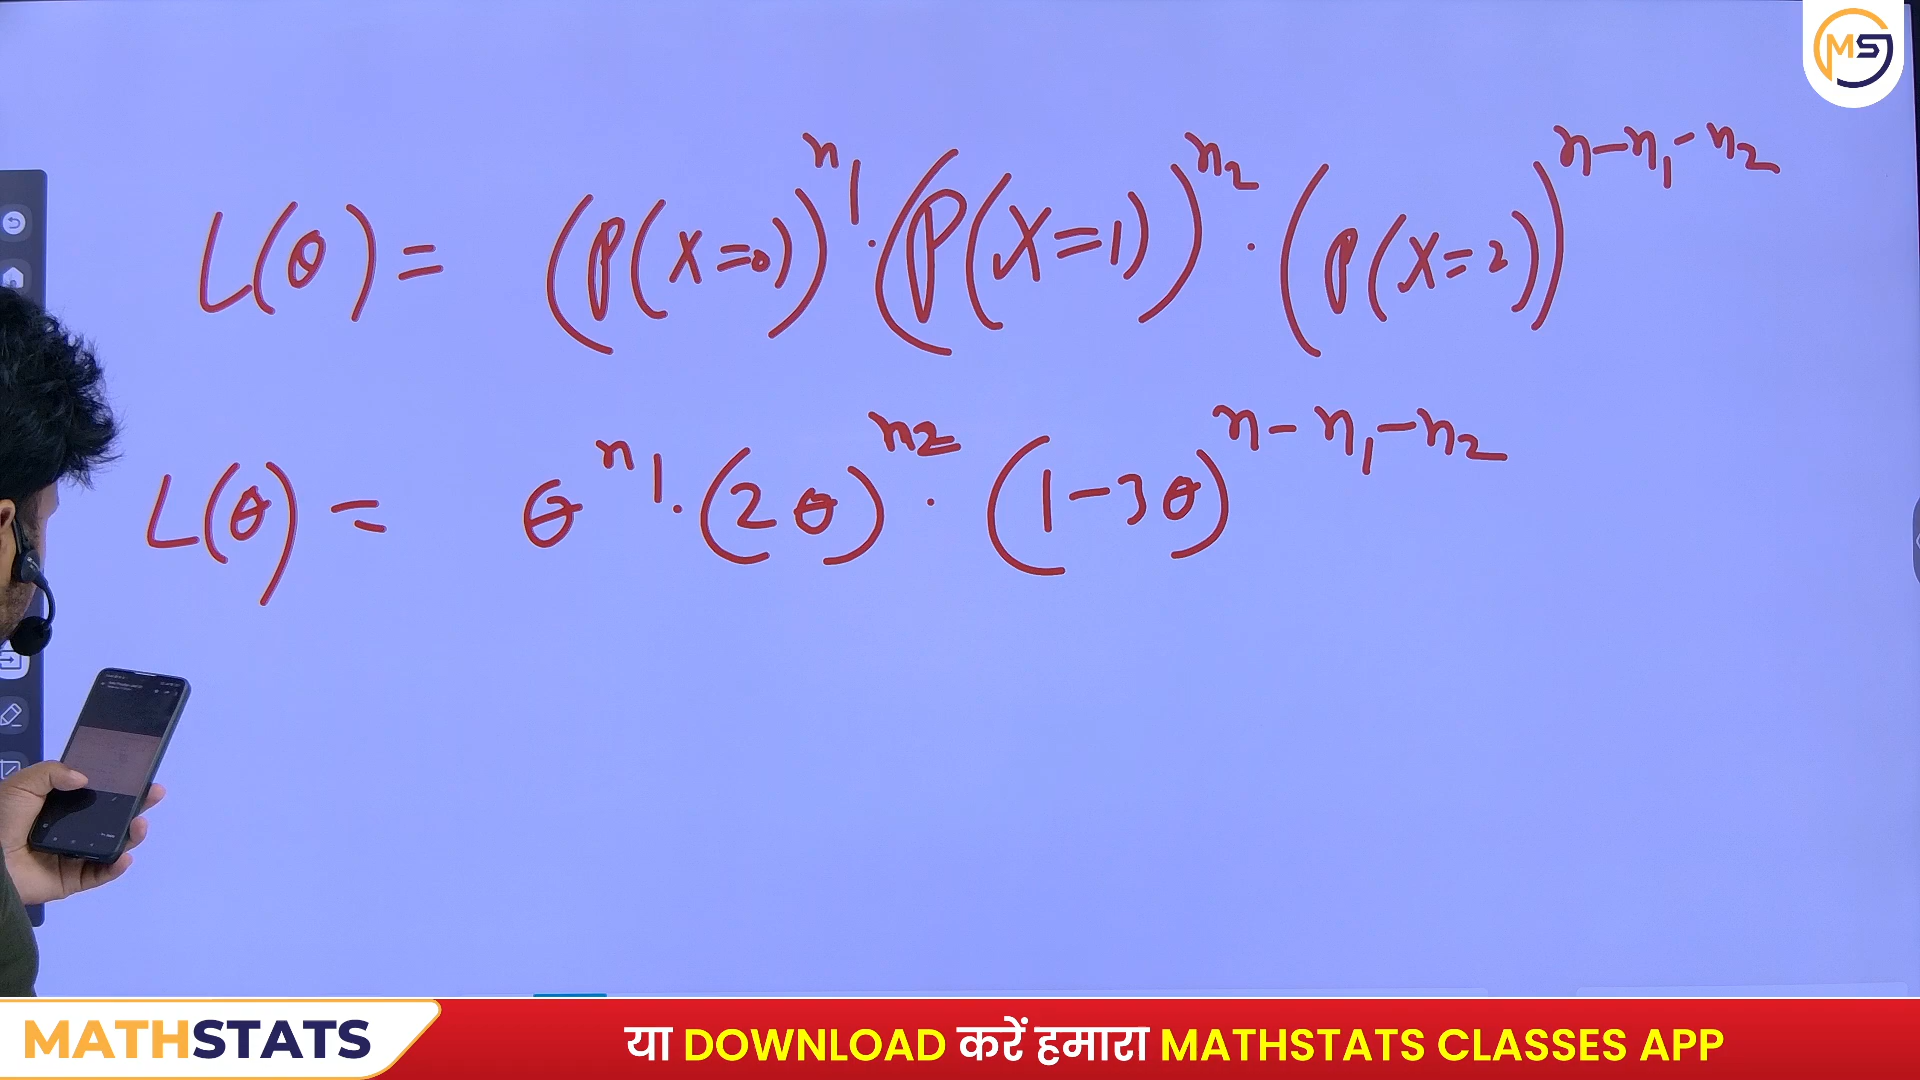 MS
L(θ) = (P(X=0))^n1 · (P(X=1))^n2 · (P(X=2))^n-n1-n2
L(θ) = θ^n1 · (2θ)^n2 · (1-3θ)^n-n1-n2
MATHSTATS या DOWNLOAD करें हमारा MATHSTATS CLASSES APP